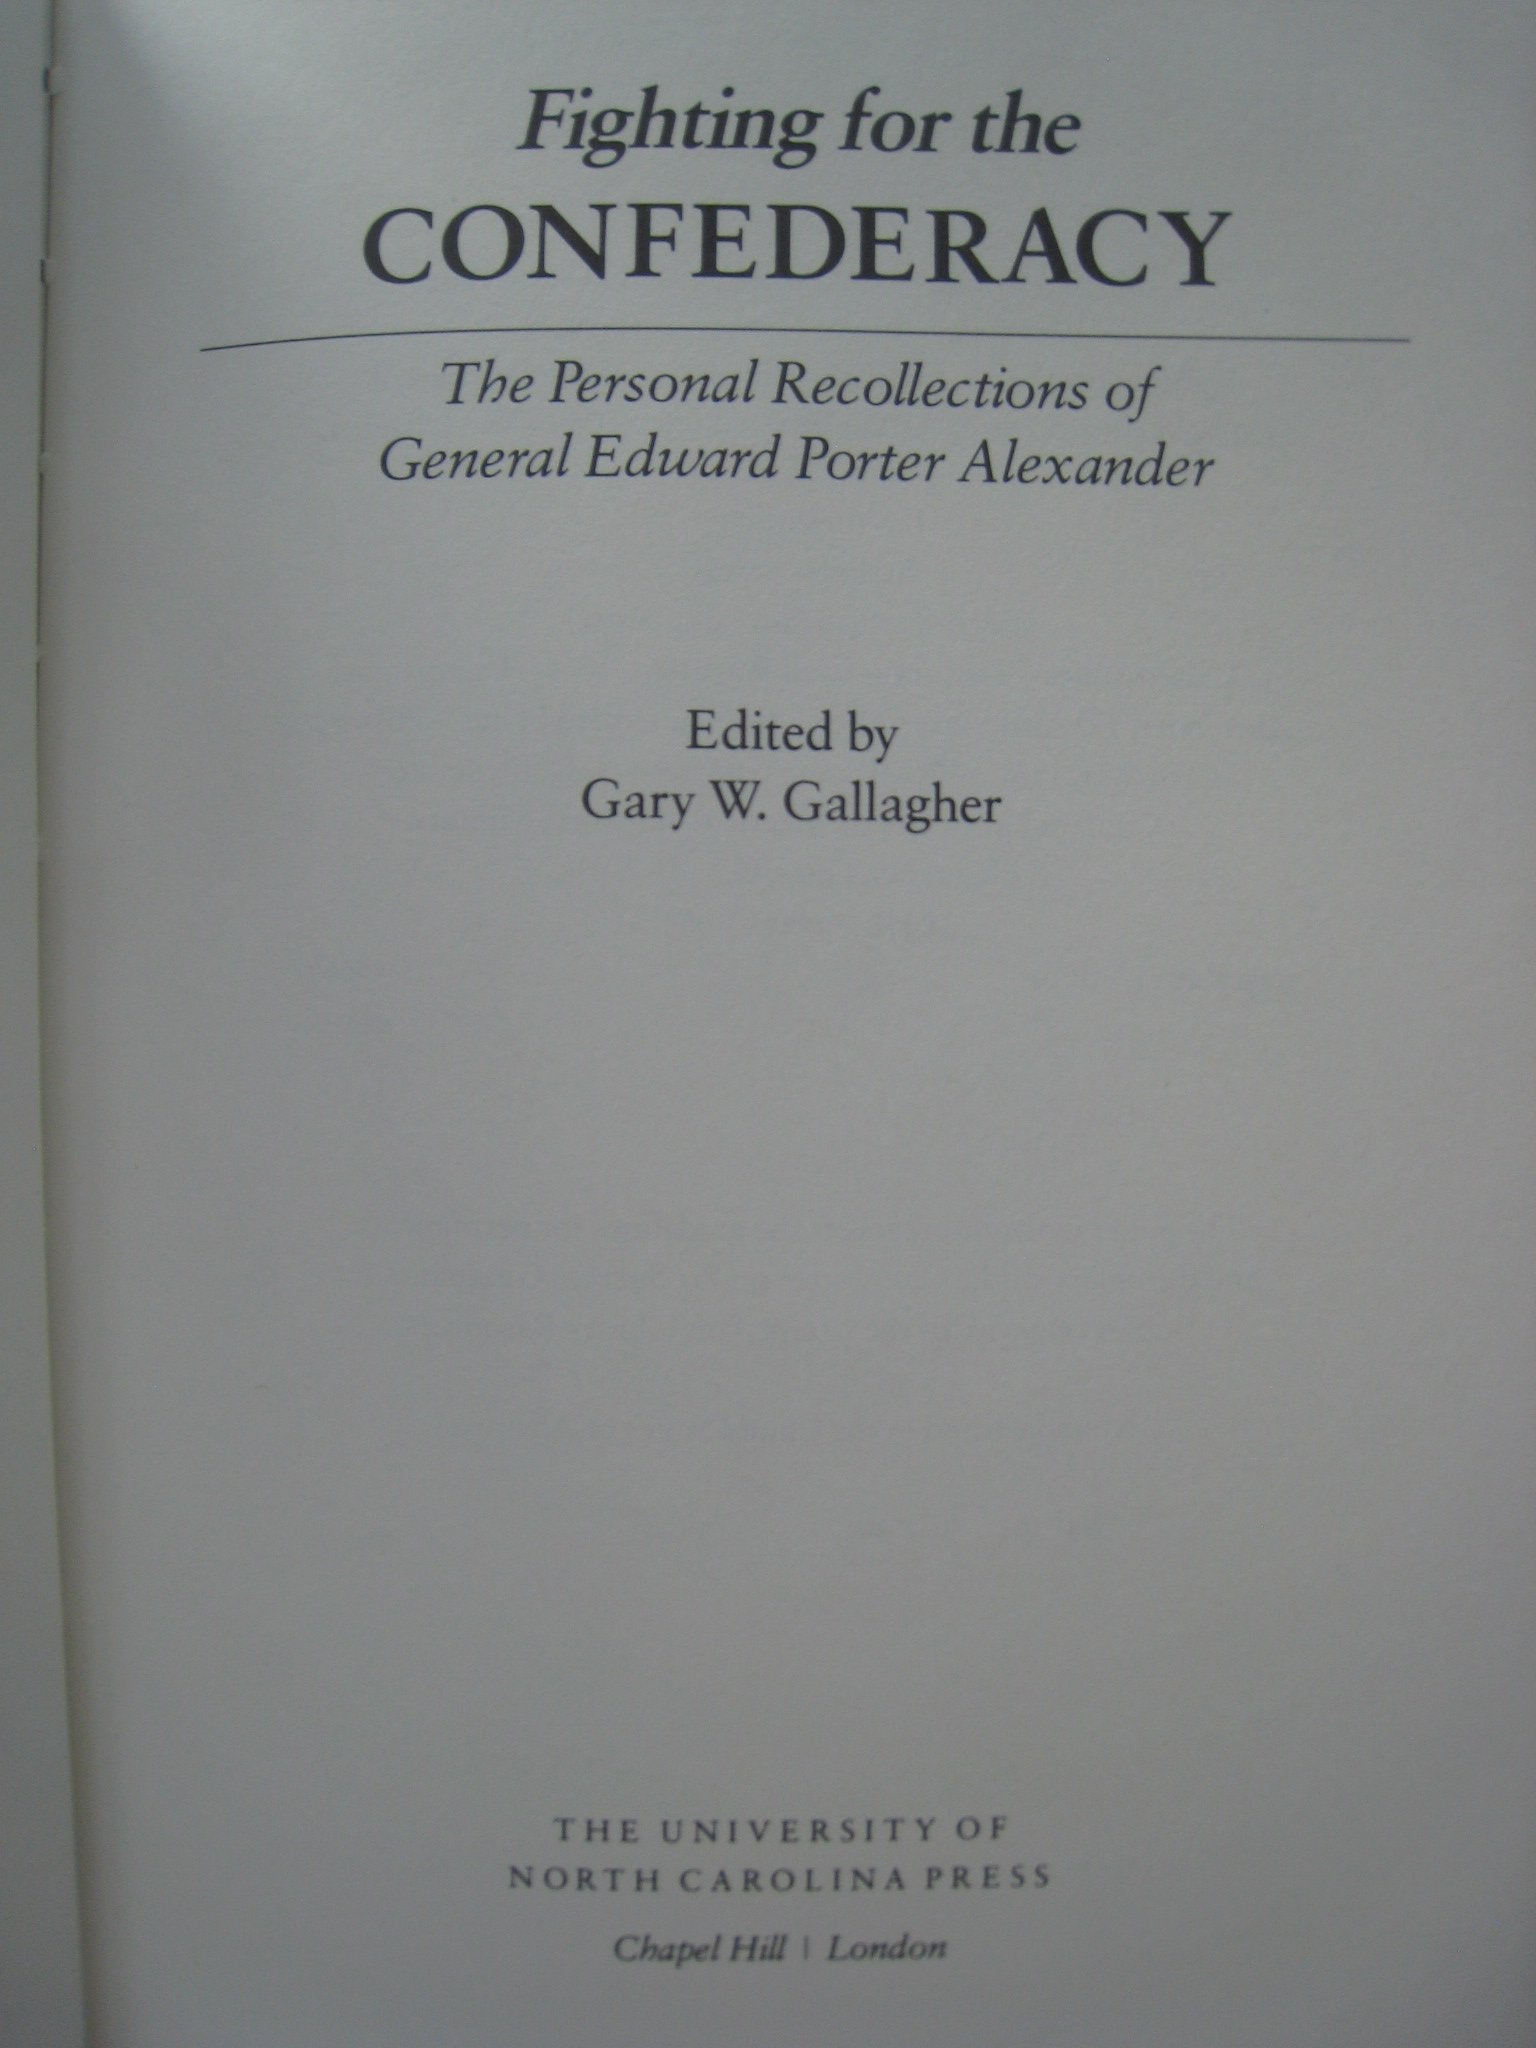 Fighting for the
CONFEDERACY
The Personal Recollections of
General Edward Porter Alexander
Edited by
Gary W. Gallagher
THE UNIVERSITY OF
NORTH CAROLINA PRESS
Chapel Hill | London